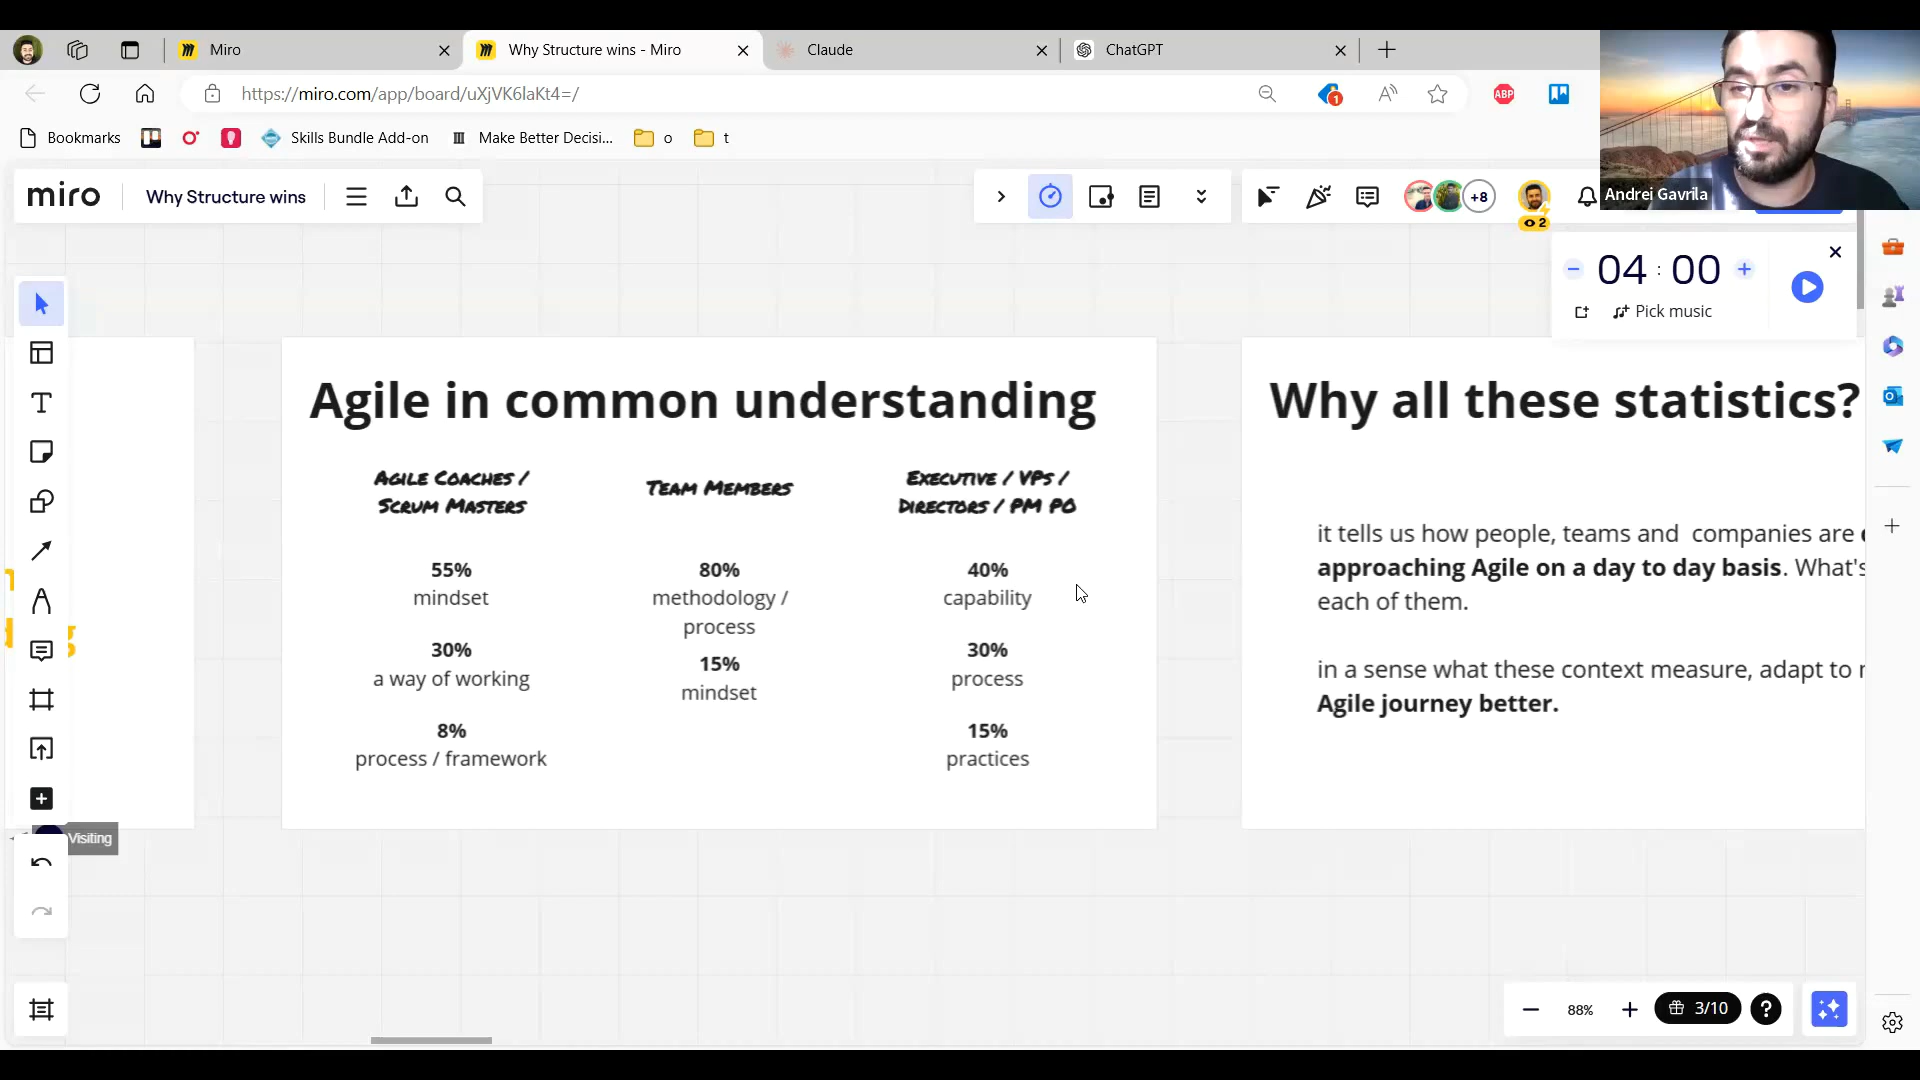 Miro
Why Structure wins - Miro
Claude
ChatGPT
https://miro.com/app/board/uXjVK6laKt4=/
ABP
1
Bookmarks
Skills Bundle Add-on
Make Better Decisi...
o
t
miro
Why Structure wins
+8
2
Andrei Gavrila
04 : 00
Pick music
Agile in common understanding
Agile Coaches /
Scrum Masters
55%
mindset
30%
a way of working
8%
process / framework
Team Members
80%
methodology /
process
15%
mindset
Executive / VPs /
Directors / PM PO
40%
capability
30%
process
15%
practices
Why all these statistics?
it tells us how people, teams and companies are
approaching Agile on a day to day basis. What's
each of them.
in a sense what these context measure, adapt to
Agile journey better.
Visiting
88%
3/10
?